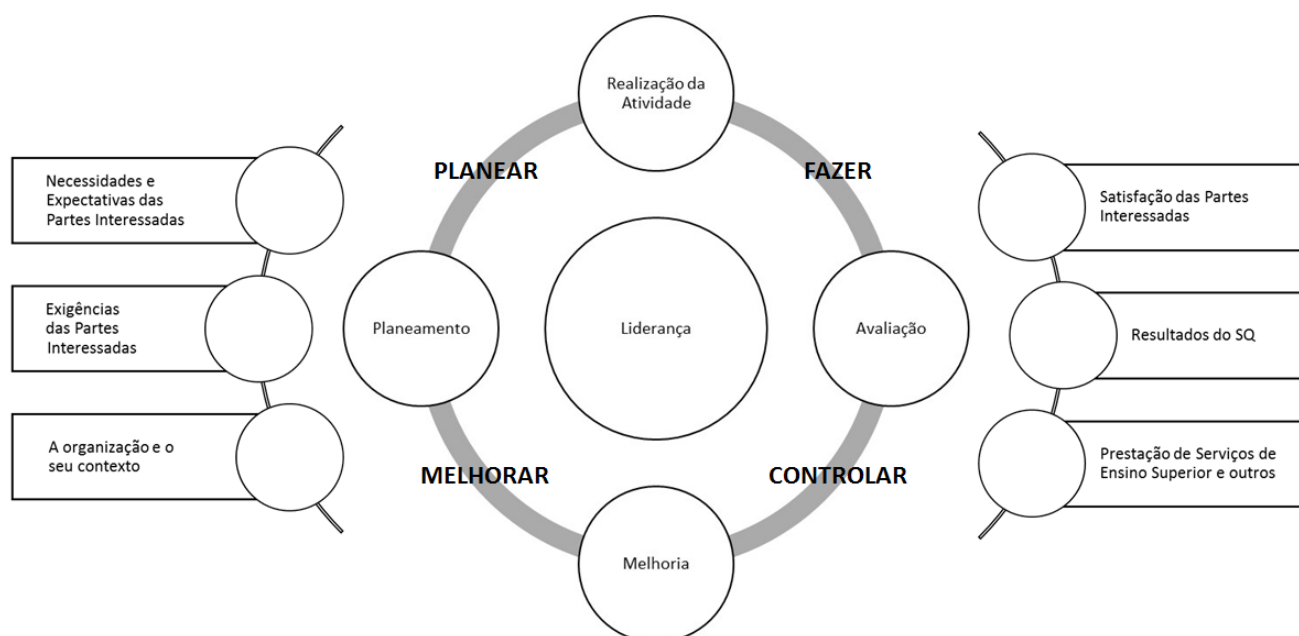 Realização da
Atividade
PLANEAR
FAZER
Necessidades e
Expectativas das
Partes Interessadas
Satisfação das Partes
Interessadas
Exigências
das Partes
Interessadas
Planeamento
Liderança
Avaliação
Resultados do SQ
A organização e o
seu contexto
MELHORAR
CONTROLAR
Prestação de Serviços de
Ensino Superior e outros
Melhoria